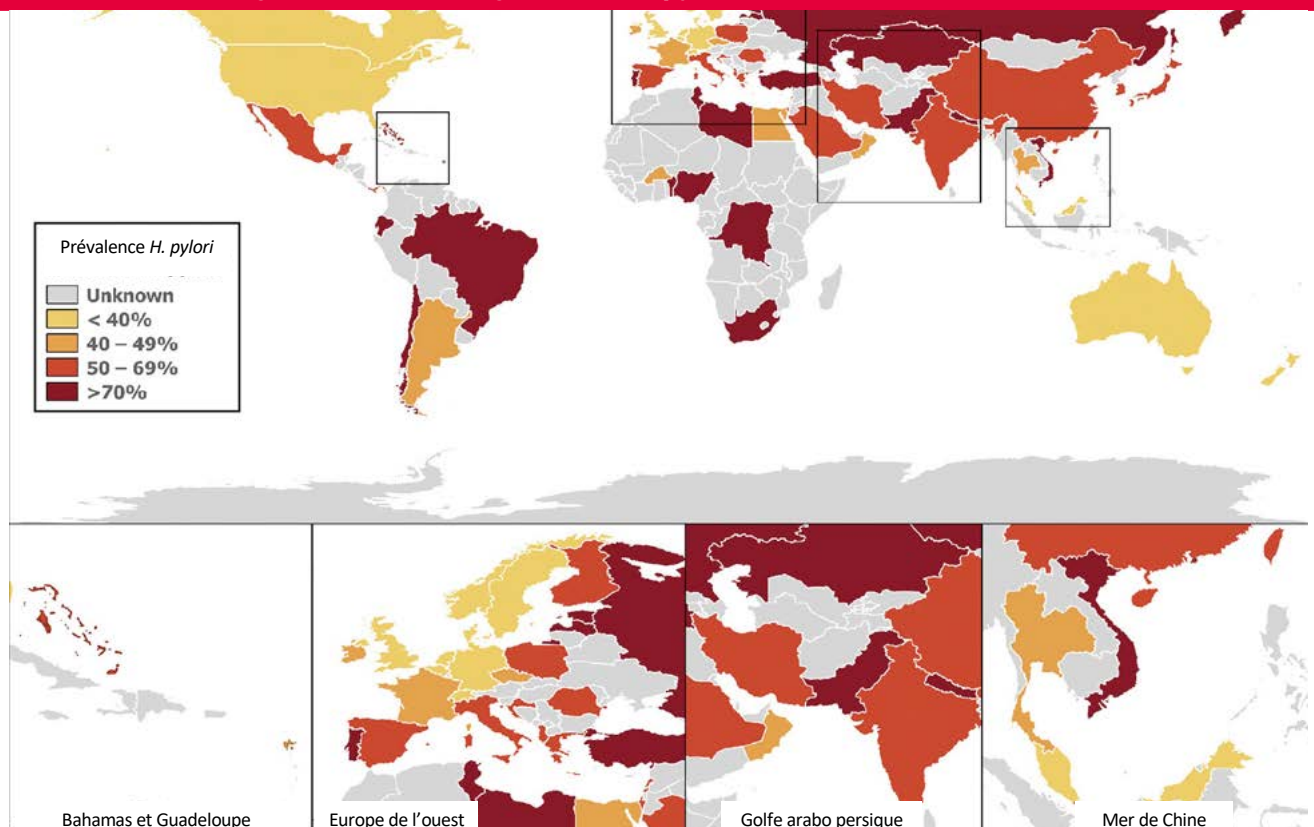 Prévalence H. pylori
Unknown
< 40%
40 – 49%
50 – 69%
>70%
Bahamas et Guadeloupe
Europe de l’ouest
Golfe arabo persique
Mer de Chine